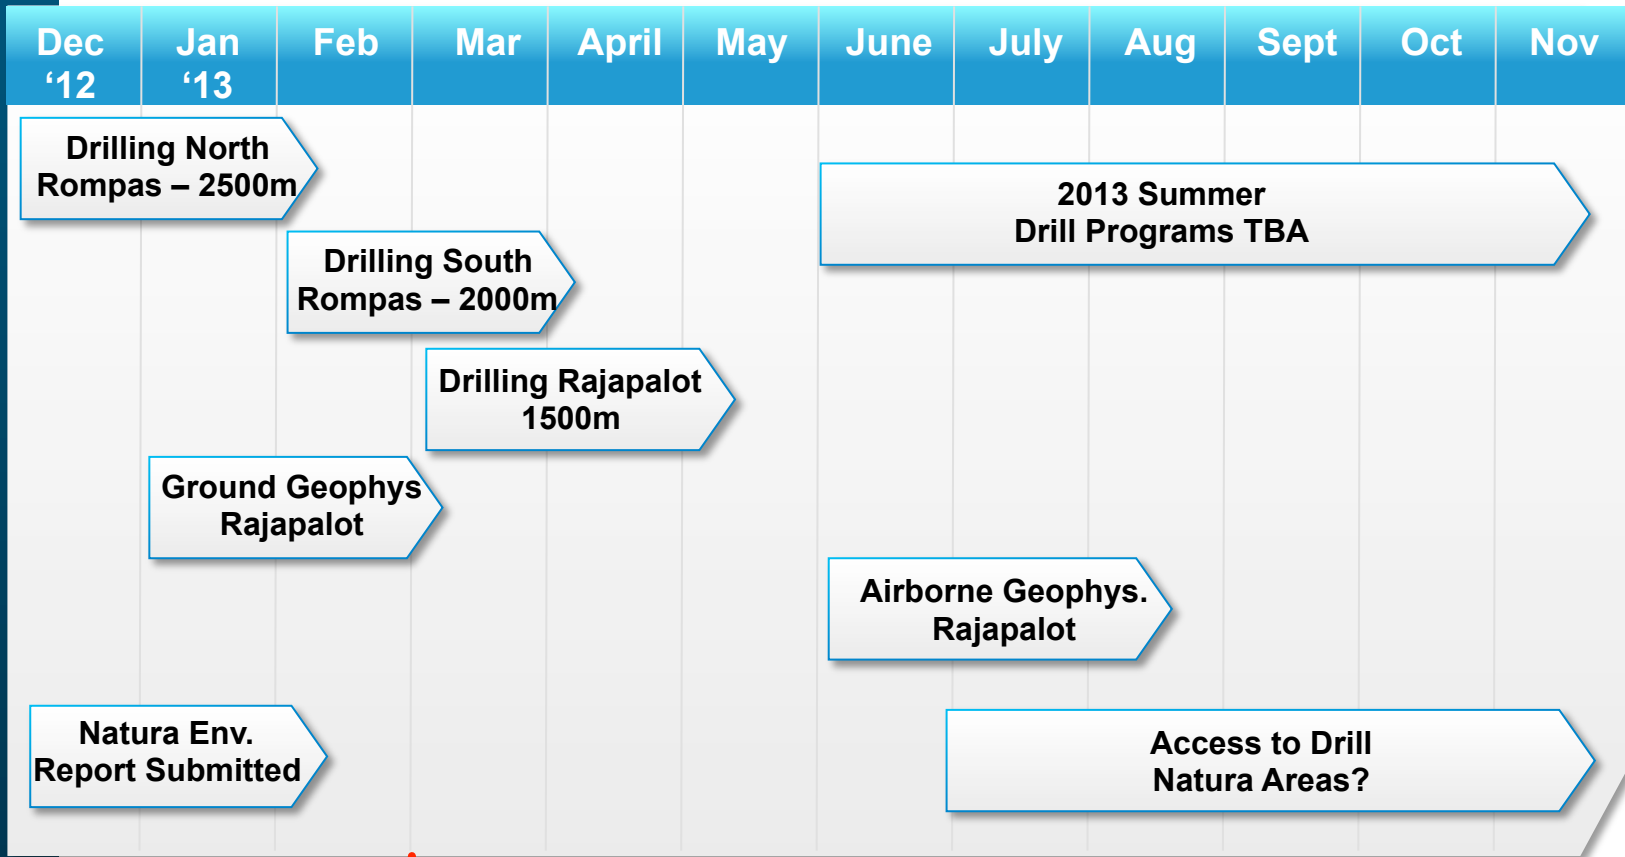 Dec Jan Feb Mar April May June July Aug Sept Oct Nov
‘12 ‘13
Drilling North
Rompas – 2500m
2013 Summer
Drill Programs TBA
Drilling South
Rompas – 2000m
Drilling Rajapalot
1500m
Ground Geophys
Rajapalot
Airborne Geophys.
Rajapalot
Natura Env.
Report Submitted
Access to Drill
Natura Areas?